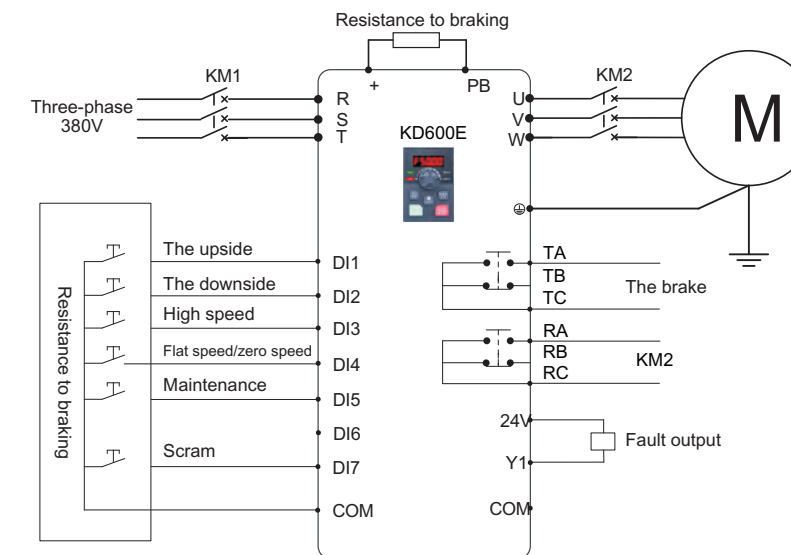 Resistance to braking
KM1
+
PB
KM2
Three-phase
380V
R
S
T
U
V
W
KD600E
M
Resistance to braking
The upside
DI1
The downside
DI2
High speed
DI3
Flat speed/zero speed
DI4
Maintenance
DI5
DI6
Scram
DI7
COM
TA
TB
TC
The brake
RA
RB
RC
KM2
24V
Y1
Fault output
COM